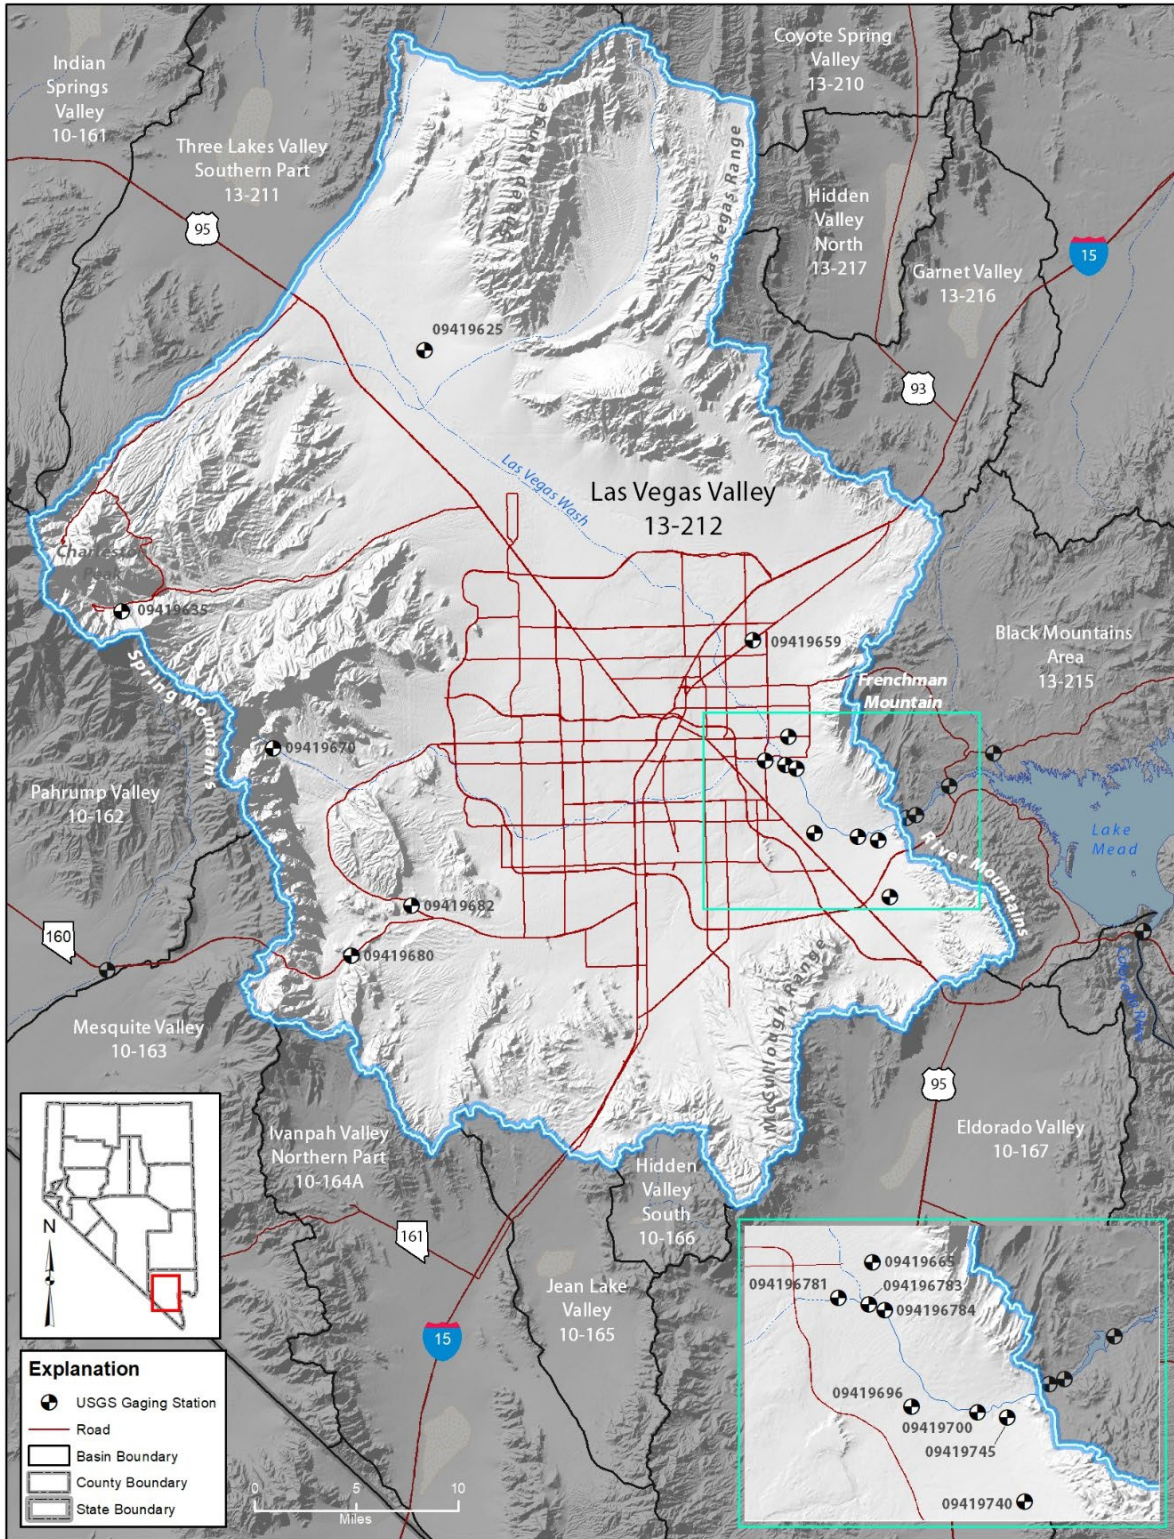 Indian
Springs
Valley
10-161
Three Lakes Valley
Southern Part
13-211
Coyote Spring
Valley
13-210
Sheep Range
Las Vegas Range
Hidden
Valley
North
13-217
Garnet Valley
13-216
95
15
93
09419625
Las Vegas Wash
Las Vegas Valley
13-212
Charleston
Peak
09419635
Spring Mountains
09419659
Black Mountains
Area
13-215
Frenchman
Mountain
09419670
Pahrump Valley
10-162
Lake
Mead
River Mountains
09419682
160
09419680
Colorado River
McCullough Range
Mesquite Valley
10-163
95
Ivanpah Valley
Northern Part
10-164A
Hidden
Valley
South
10-166
Eldorado Valley
10-167
161
Jean Lake
Valley
10-165
15
N
Explanation
USGS Gaging Station
Road
Basin Boundary
County Boundary
State Boundary
0 5 10
Miles
09419665
094196781
094196783
094196784
09419696
09419700
09419745
09419740